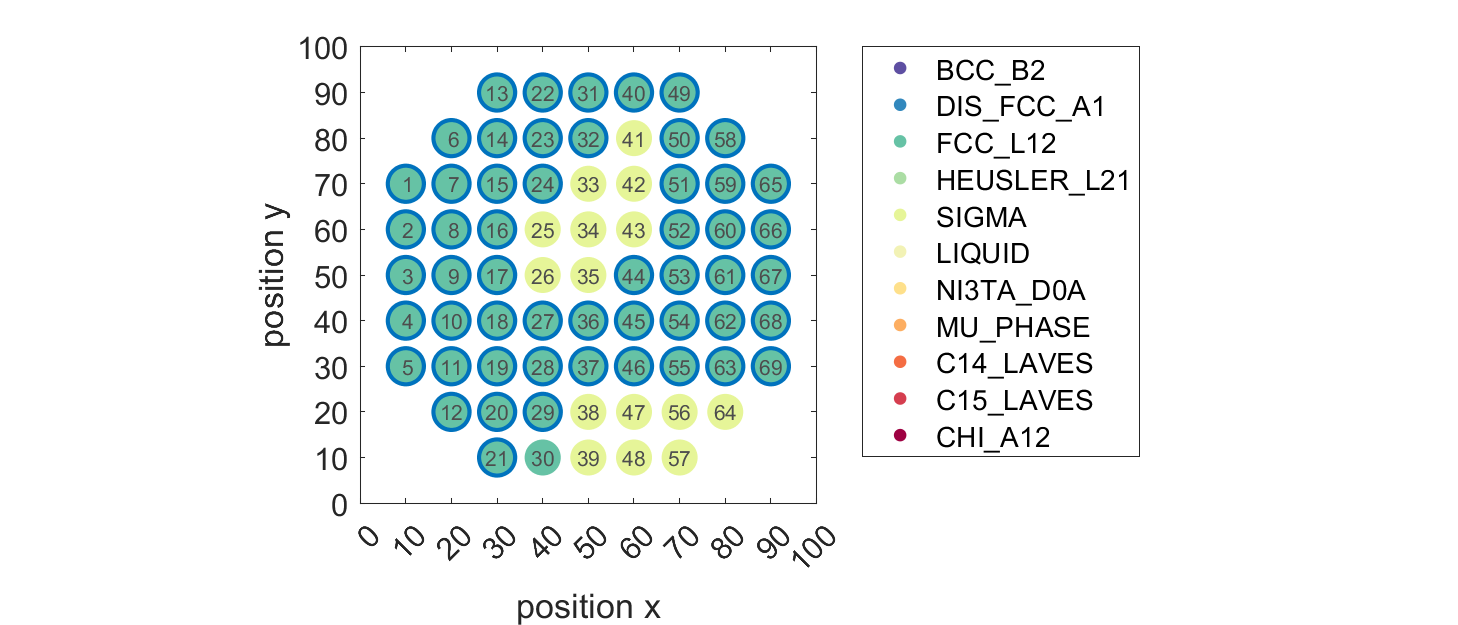 100
90
80
70
60
50
40
30
20
10
0
position y
13 22 31 40 49
6 14 23 32 41 50 58
1 7 15 24 33 42 51 59 65
2 8 16 25 34 43 52 60 66
3 9 17 26 35 44 53 61 67
4 10 18 27 36 45 54 62 68
5 11 19 28 37 46 55 63 69
12 20 29 38 47 56 64
21 30 39 48 57
0 10 20 30 40 50 60 70 80 90 100
position x
BCC_B2
DIS_FCC_A1
FCC_L12
HEUSLER_L21
SIGMA
LIQUID
NI3TA_D0A
MU_PHASE
C14_LAVES
C15_LAVES
CHI_A12